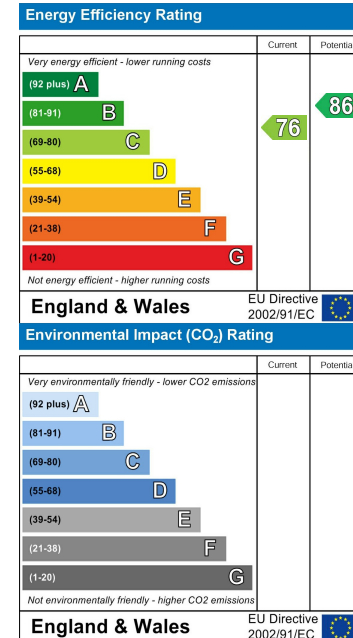 Energy Efficiency Rating
Current Potentia
Very energy efficient - lower running costs
(92 plus) A
(81-91) B
(69-80) C
(55-68) D
(39-54) E
(21-38) F
(1-20) G
76
86
Not energy efficient - higher running costs
England & Wales
EU Directive
2002/91/EC
Environmental Impact (CO2) Rating
Current Potentia
Very environmentally friendly - lower CO2 emissions
(92 plus) A
(81-91) B
(69-80) C
(55-68) D
(39-54) E
(21-38) F
(1-20) G
Not environmentally friendly - higher CO2 emissions
England & Wales
EU Directive
2002/91/EC